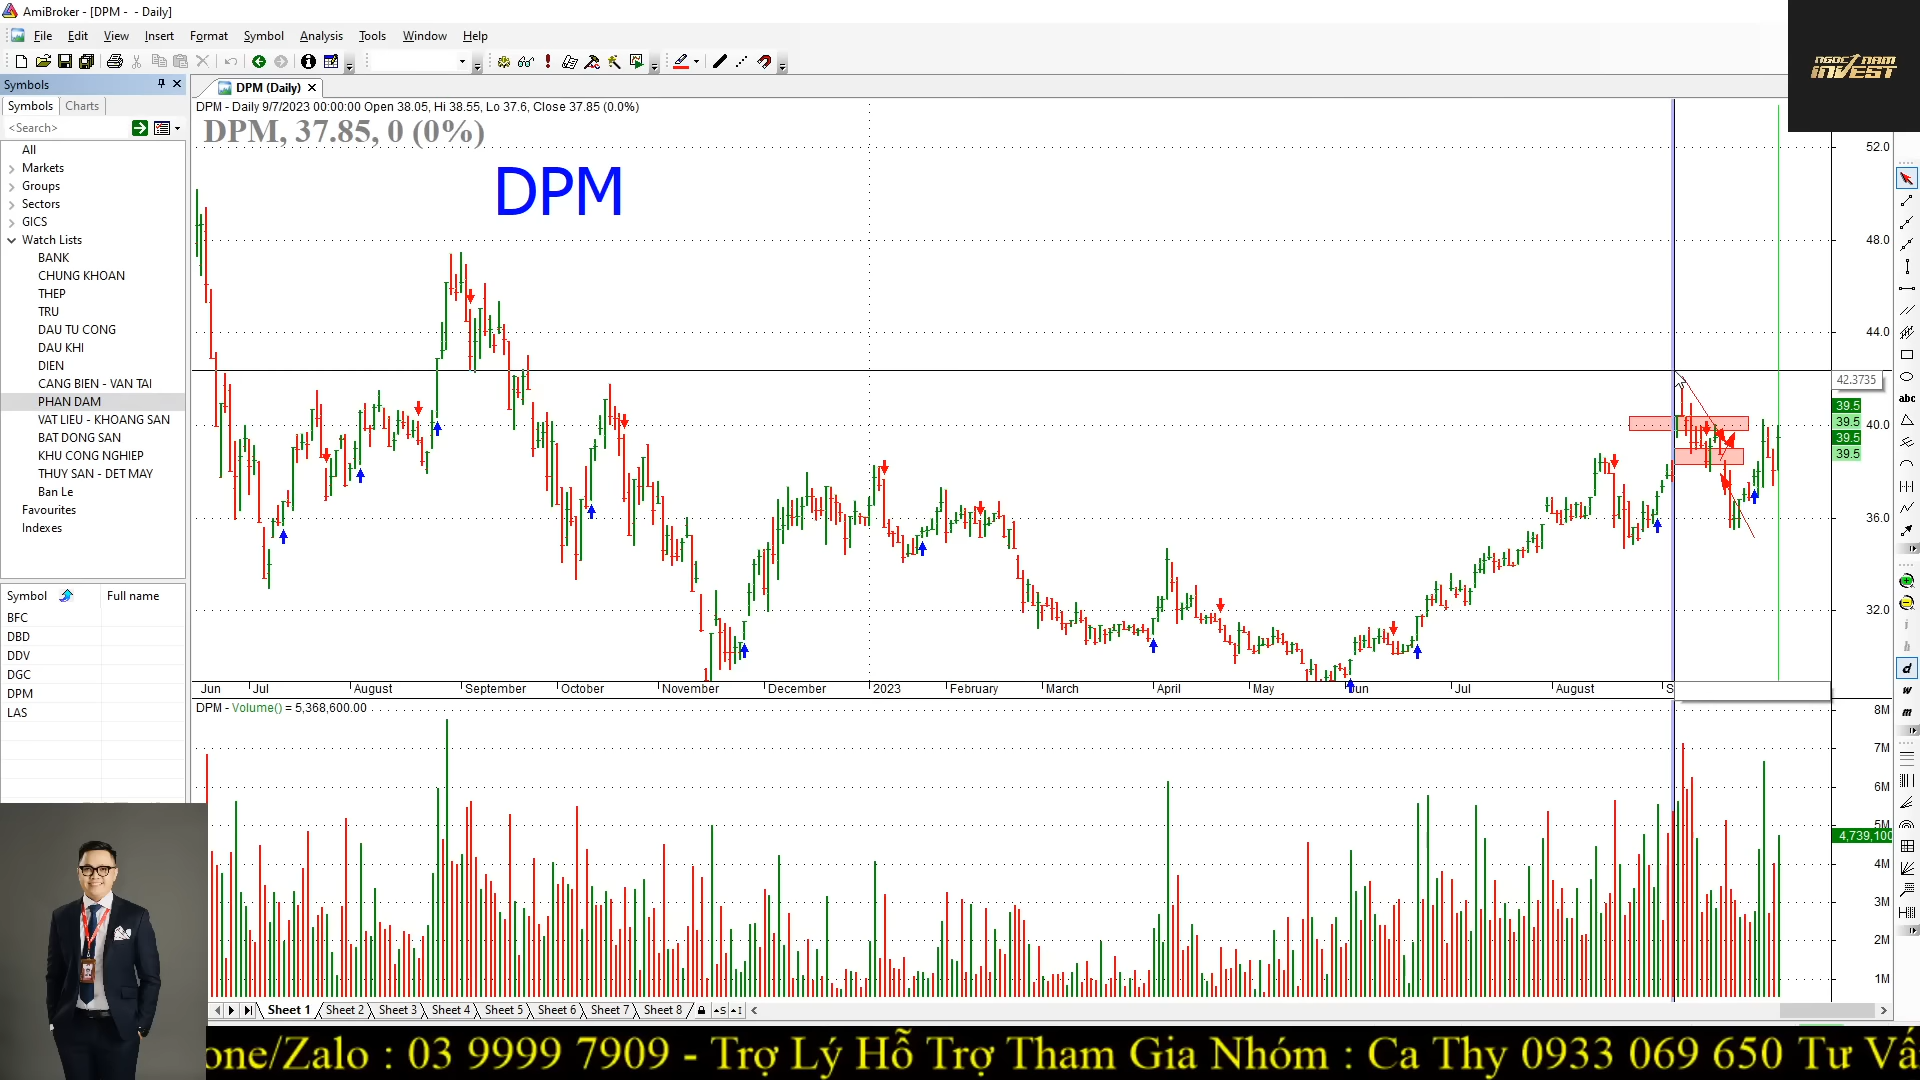 AmiBroker - [DPM - - Daily]
File Edit View Insert Format Symbol Analysis Tools Window Help
NGOC NAM
INVEST
Symbols
DPM (Daily)
Symbols Charts
<Search>
DPM - Daily 9/7/2023 00:00:00 Open 38.05, Hi 38.55, Lo 37.6, Close 37.85 (0.0%)
DPM, 37.85, 0 (0%)
DPM
All
Markets
Groups
Sectors
GICS
Watch Lists
BANK
CHUNG KHOAN
THEP
TRU
DAU TU CONG
DAU KHI
DIEN
CANG BIEN - VAN TAI
PHAN DAM
VAT LIEU - KHOANG SAN
BAT DONG SAN
KHU CONG NGHIEP
THUY SAN - DET MAY
Ban Le
Favourites
Indexes
52.0
48.0
44.0
42.3735
39.5
39.5
40.0
39.5
39.5
36.0
32.0
abc
d
w
m
Jun Jul August September October November December 2023 February March April May Jun Jul August S
Symbol Full name
BFC
DBD
DDV
DGC
DPM
LAS
DPM - Volume() = 5,368,600.00
8M
7M
6M
5M
4,739,100
4M
3M
2M
1M
Sheet 1 Sheet 2 Sheet 3 Sheet 4 Sheet 5 Sheet 6 Sheet 7 Sheet 8
one/Zalo : 03 9999 7909 - Trợ Lý Hỗ Trợ Tham Gia Nhóm : Ca Thy 0933 069 650 Tư Vấ